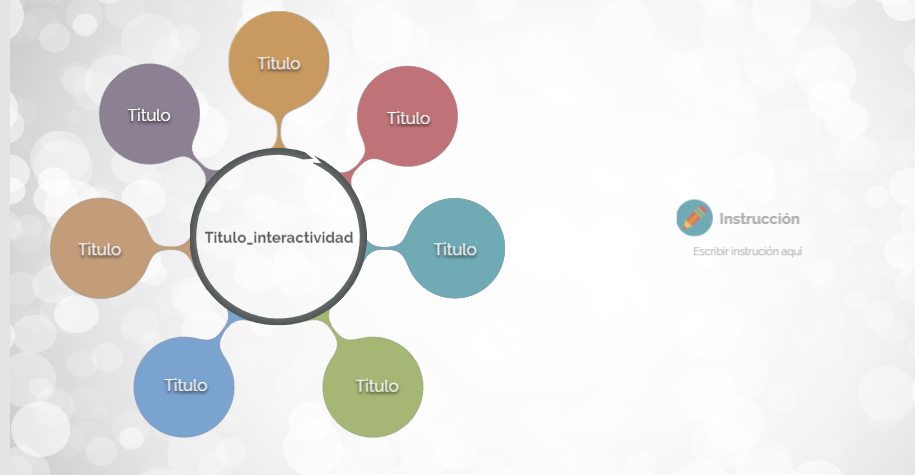 Titulo
Titulo
Titulo
Titulo_interactividad
Titulo
Titulo
Titulo
Titulo
Instrucción
Escribir instrución aquí